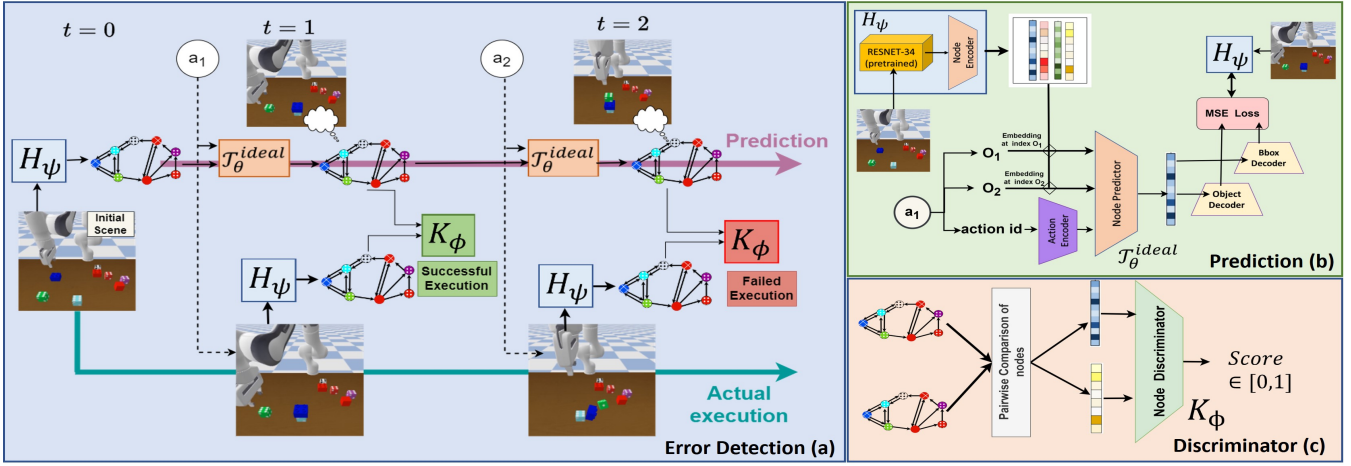 t = 0
t = 1
t = 2
a1
a2
Hψ
𝒯θ^ideal
𝒯θ^ideal
Prediction
Initial
Scene
Kϕ
Kϕ
Successful
Execution
Failed
Execution
Hψ
Hψ
Actual
execution
Error Detection (a)
Hψ
RESNET-34
(pretrained)
Node
Encoder
Hψ
MSE Loss
Bbox
Decoder
Object
Decoder
Embedding
at index O1
O1
Embedding
at index O2
O2
a1
action id
Action
Encoder
Node Predictor
𝒯θ^ideal
Prediction (b)
Pairwise Comparison of
nodes
Node Discriminator
Kϕ
Score
∈ [0,1]
Discriminator (c)